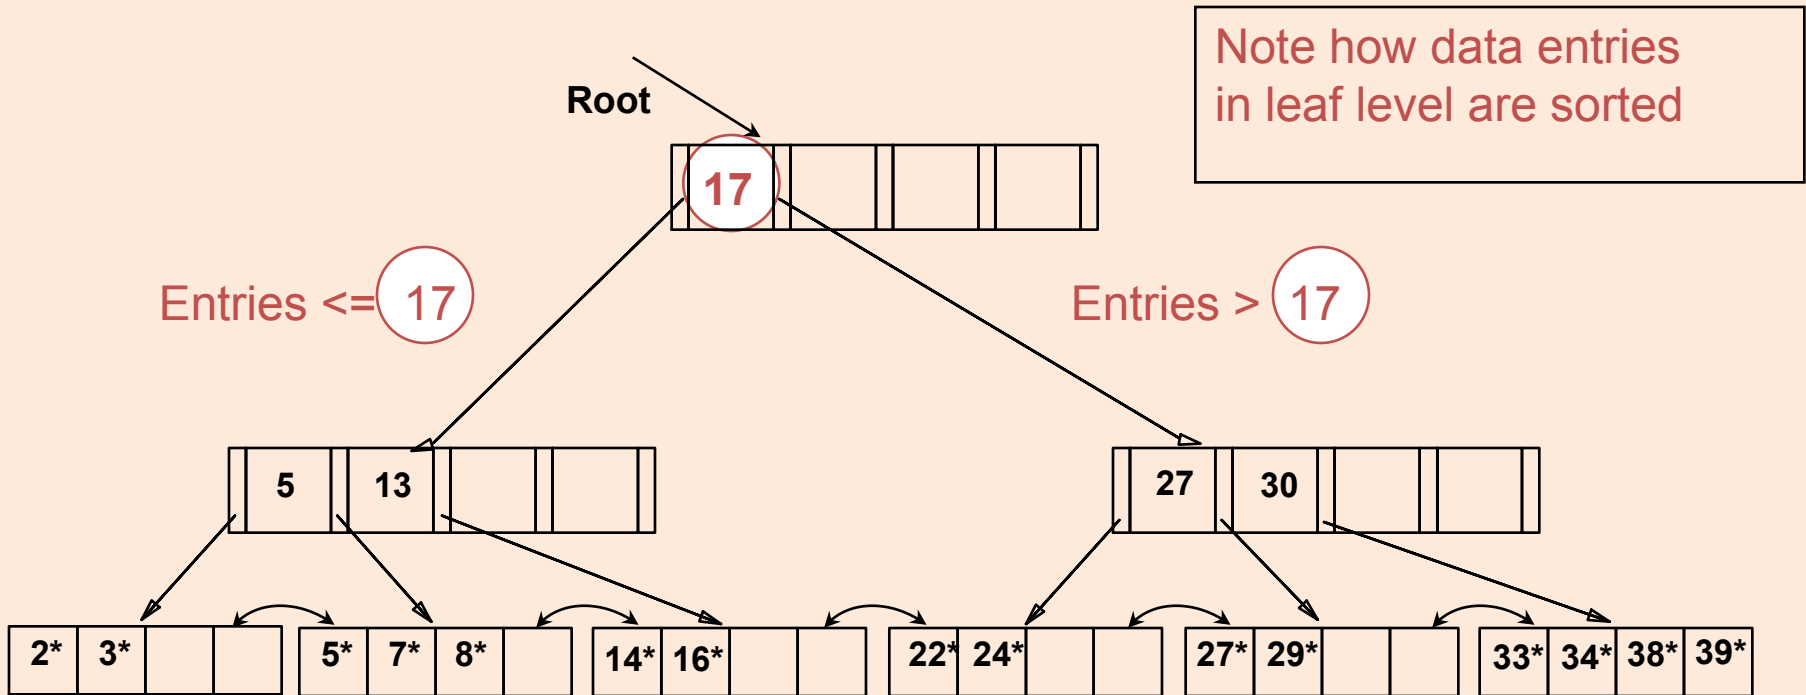 Note how data entries
in leaf level are sorted
Root
17
Entries <= 17
Entries > 17
5 13
27 30
2* 3*
5* 7* 8*
14* 16*
22* 24*
27* 29*
33* 34* 38* 39*